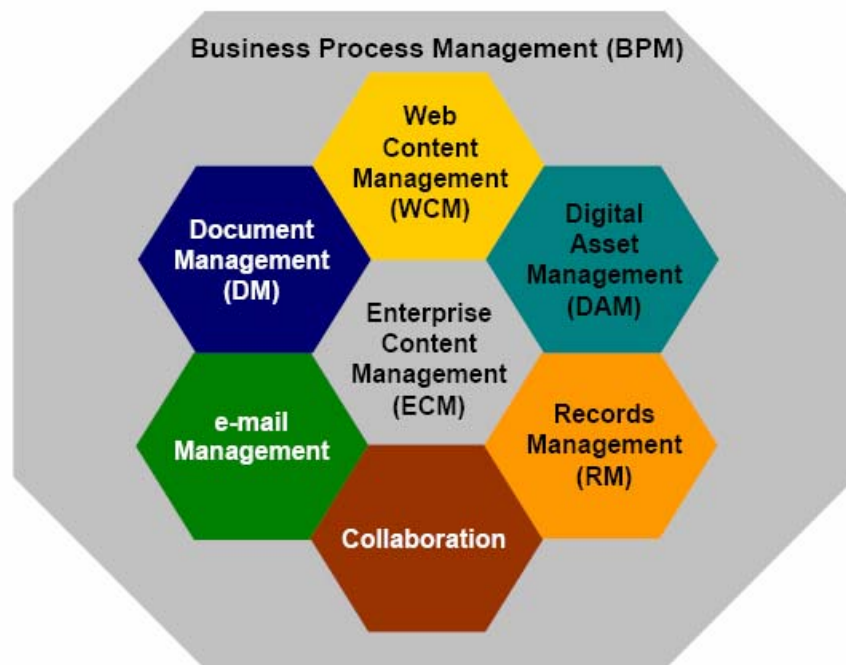 Business Process Management (BPM)
Web
Content
Management
(WCM)
Document
Management
(DM)
Digital
Asset
Management
(DAM)
Enterprise
Content
Management
(ECM)
e-mail
Management
Records
Management
(RM)
Collaboration